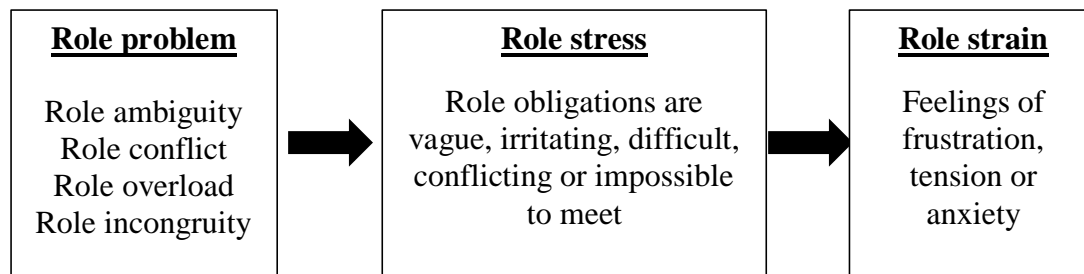 Role problem
Role ambiguity
Role conflict
Role overload
Role incongruity
Role stress
Role obligations are
vague, irritating, difficult,
conflicting or impossible
to meet
Role strain
Feelings of
frustration,
tension or
anxiety